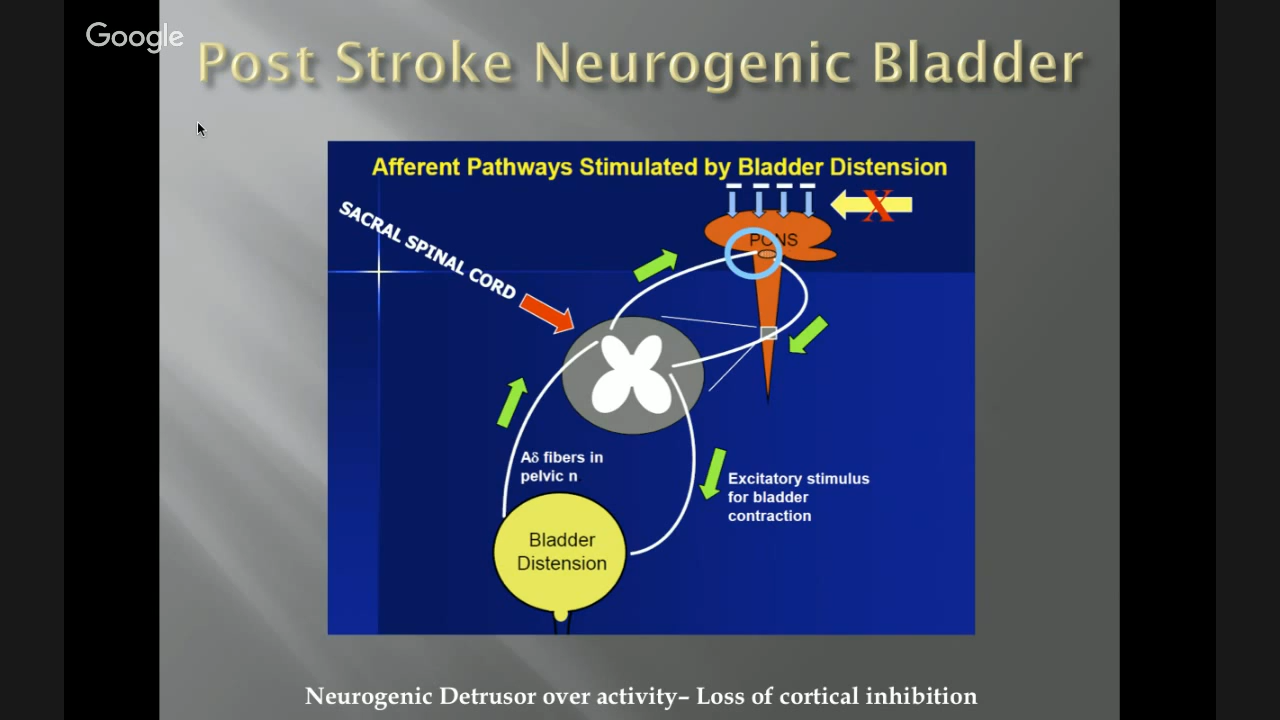 Google
Post Stroke Neurogenic Bladder
Afferent Pathways Stimulated by Bladder Distension
SACRAL SPINAL CORD
X
PONS
Aδ fibers in
pelvic n
Excitatory stimulus
for bladder
contraction
Bladder
Distension
Neurogenic Detrusor over activity– Loss of cortical inhibition